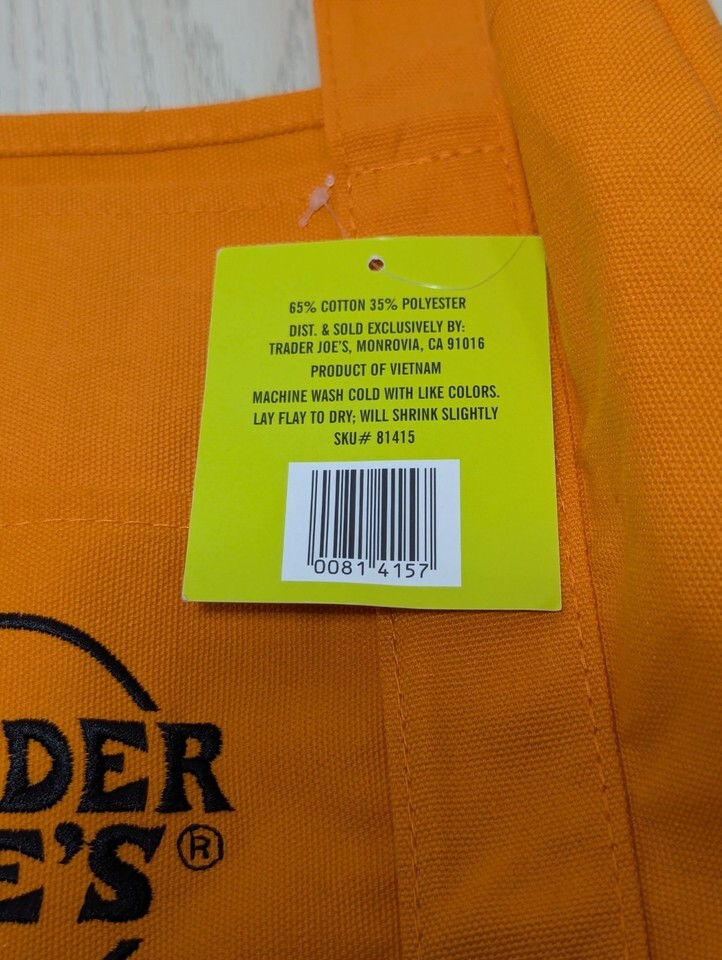 65% COTTON 35% POLYESTER
DIST. & SOLD EXCLUSIVELY BY:
TRADER JOE'S, MONROVIA, CA 91016
PRODUCT OF VIETNAM
MACHINE WASH COLD WITH LIKE COLORS.
LAY FLAY TO DRY; WILL SHRINK SLIGHTLY
SKU# 81415
0081 4157
DER
E'S ®